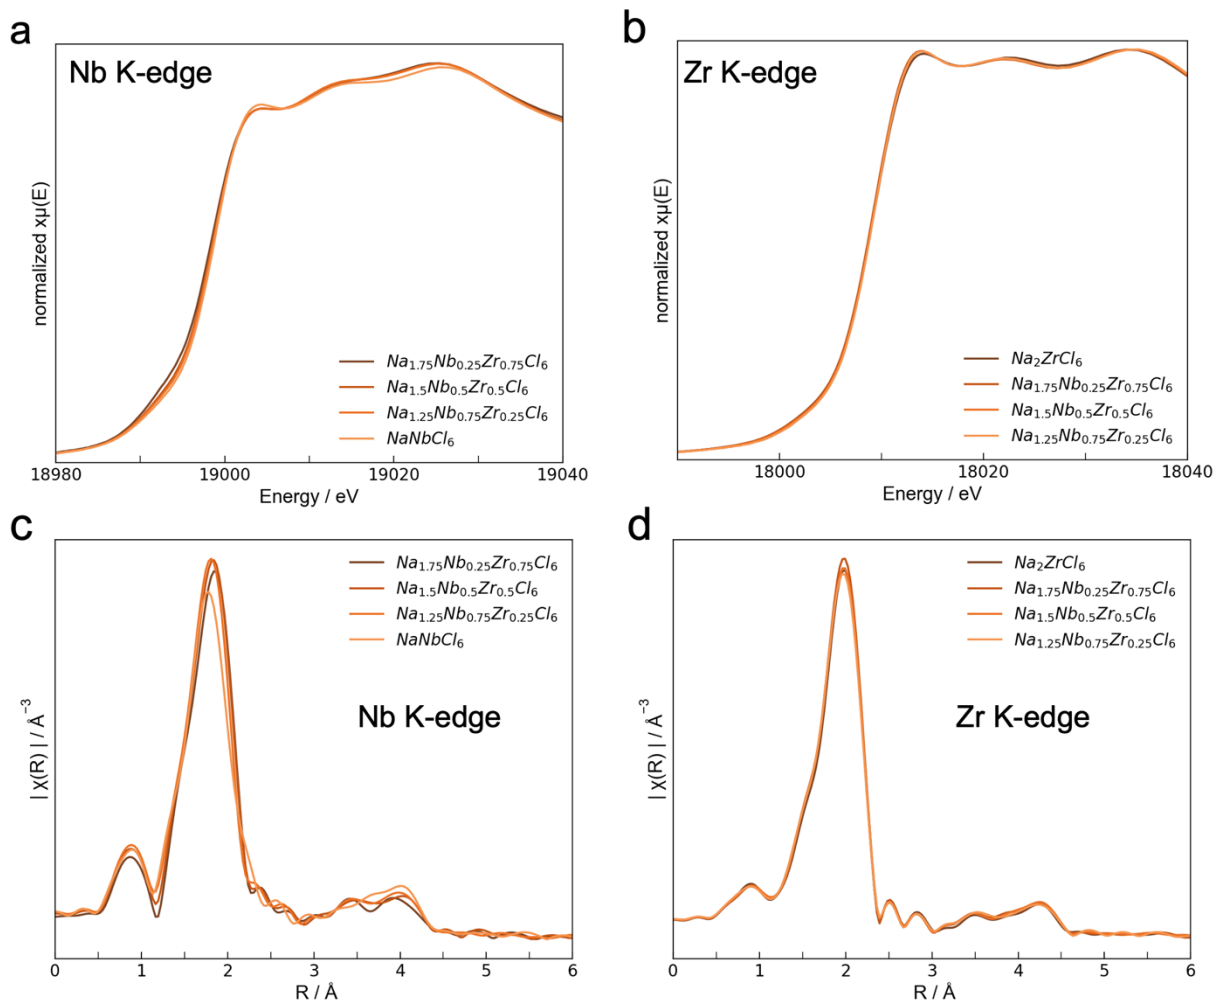 a
Nb K-edge
normalized xμ(E)
Na₁.₇₅Nb₀.₂₅Zr₀.₇₅Cl₆
Na₁.₅Nb₀.₅Zr₀.₅Cl₆
Na₁.₂₅Nb₀.₇₅Zr₀.₂₅Cl₆
NaNbCl₆
18980 19000 19020 19040
Energy / eV
b
Zr K-edge
normalized xμ(E)
Na₂ZrCl₆
Na₁.₇₅Nb₀.₂₅Zr₀.₇₅Cl₆
Na₁.₅Nb₀.₅Zr₀.₅Cl₆
Na₁.₂₅Nb₀.₇₅Zr₀.₂₅Cl₆
18000 18020 18040
Energy / eV
c
Na₁.₇₅Nb₀.₂₅Zr₀.₇₅Cl₆
Na₁.₅Nb₀.₅Zr₀.₅Cl₆
Na₁.₂₅Nb₀.₇₅Zr₀.₂₅Cl₆
NaNbCl₆
Nb K-edge
| χ(R) | / Å⁻³
0 1 2 3 4 5 6
R / Å
d
Na₂ZrCl₆
Na₁.₇₅Nb₀.₂₅Zr₀.₇₅Cl₆
Na₁.₅Nb₀.₅Zr₀.₅Cl₆
Na₁.₂₅Nb₀.₇₅Zr₀.₂₅Cl₆
Zr K-edge
| χ(R) | / Å⁻³
0 1 2 3 4 5 6
R / Å